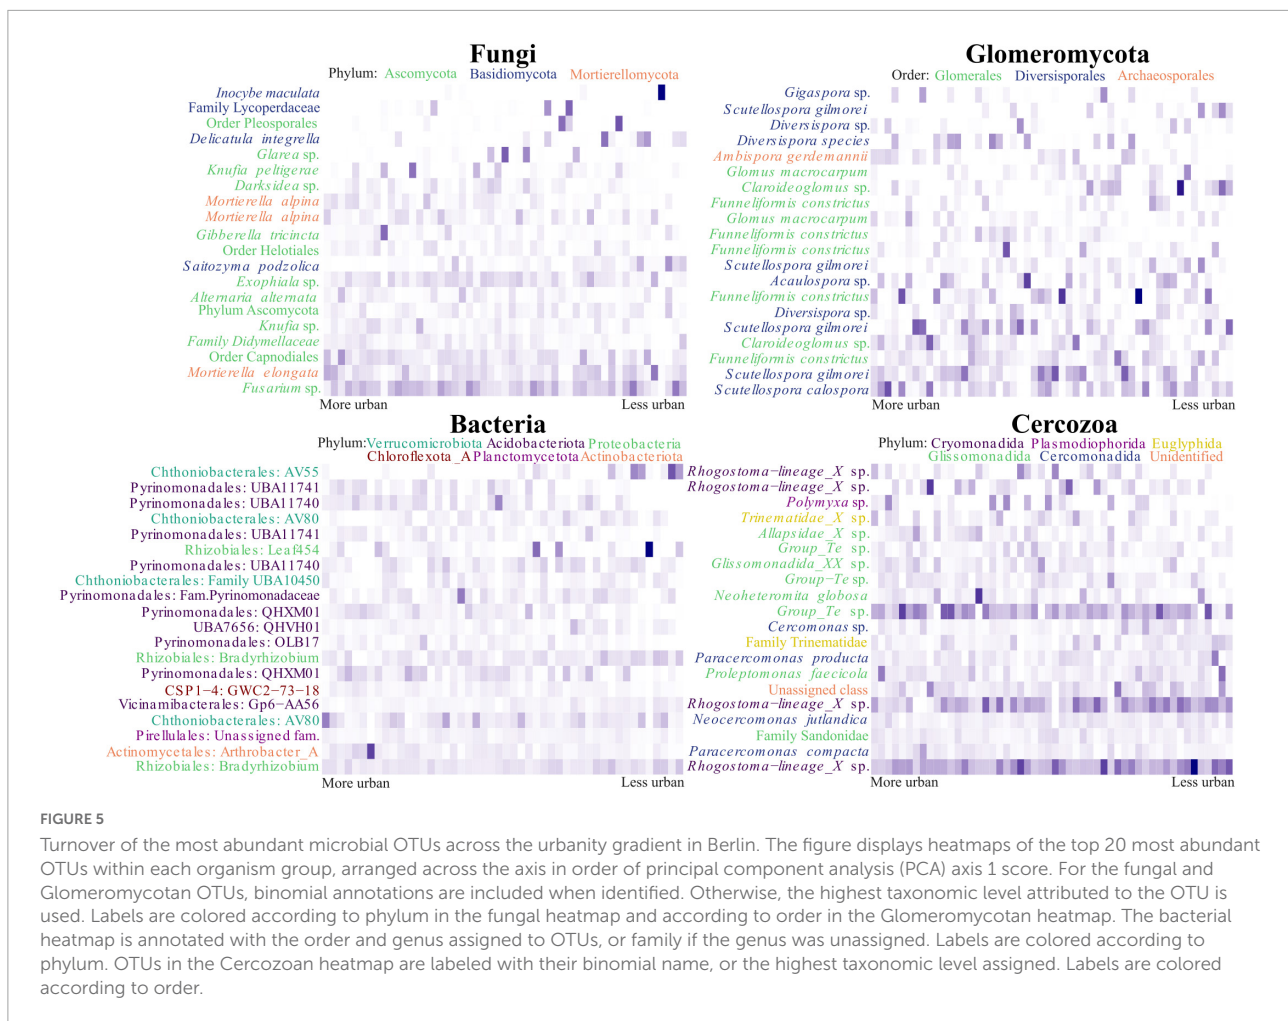 Fungi
Phylum: Ascomycota Basidiomycota Mortierellomycota
Inocybe maculata
Family Lycoperdaceae
Order Pleosporales
Delicatula integrella
Glarea sp.
Knufia peltigerae
Darksidea sp.
Mortierella alpina
Mortierella alpina
Gibberella tricincta
Order Helotiales
Saitozyma podzolica
Exophiala sp.
Alternaria alternata
Phylum Ascomycota
Knufia sp.
Family Didymellaceae
Order Capnodiales
Mortierella elongata
Fusarium sp.
More urban Less urban
Glomeromycota
Order: Glomerales Diversisporales Archaeosporales
Gigaspora sp.
Scutellospora gilmorei
Diversispora sp.
Diversispora species
Ambispora gerdemannii
Glomus macrocarpum
Claroideoglomus sp.
Funneliformis constrictus
Glomus macrocarpum
Funneliformis constrictus
Funneliformis constrictus
Scutellospora gilmorei
Acaulospora sp.
Funneliformis constrictus
Diversispora sp.
Scutellospora gilmorei
Claroideoglomus sp.
Funneliformis constrictus
Scutellospora gilmorei
Scutellospora calospora
More urban Less urban
Bacteria
Phylum: Verrucomicrobiota Acidobacteriota Proteobacteria
Chloroflexota_A Planctomycetota Actinobacteriota
Chthoniobacterales: AV55
Pyrinomonadales: UBA11741
Pyrinomonadales: UBA11740
Chthoniobacterales: AV80
Pyrinomonadales: UBA11741
Rhizobiales: Leaf454
Pyrinomonadales: UBA11740
Chthoniobacterales: Family UBA10450
Pyrinomonadales: Fam.Pyrinomonadaceae
Pyrinomonadales: QHXM01
UBA7656: QHVH01
Pyrinomonadales: OLB17
Rhizobiales: Bradyrhizobium
Pyrinomonadales: QHXM01
CSP1−4: GWC2−73−18
Vicinamibacterales: Gp6−AA56
Chthoniobacterales: AV80
Pirellulales: Unassigned fam.
Actinomycetales: Arthrobacter_A
Rhizobiales: Bradyrhizobium
More urban Less urban
Cercozoa
Phylum: Cryomonadida Plasmodiophorida Euglyphida
Glissomonadida Cercomonadida Unidentified
Rhogostoma−lineage_X sp.
Rhogostoma−lineage_X sp.
Polymyxa sp.
Trinematidae_X sp.
Allapsidae_X sp.
Group_Te sp.
Glissomonadida_XX sp.
Group−Te sp.
Neoheteromita globosa
Group_Te sp.
Cercomonas sp.
Family Trinematidae
Paracercomonas producta
Proleptomonas faecicola
Unassigned class
Rhogostoma−lineage_X sp.
Neocercomonas jutlandica
Family Sandonidae
Paracercomonas compacta
Rhogostoma−lineage_X sp.
More urban Less urban
FIGURE 5
Turnover of the most abundant microbial OTUs across the urbanity gradient in Berlin. The figure displays heatmaps of the top 20 most abundant
OTUs within each organism group, arranged across the axis in order of principal component analysis (PCA) axis 1 score. For the fungal and
Glomeromycotan OTUs, binomial annotations are included when identified. Otherwise, the highest taxonomic level attributed to the OTU is
used. Labels are colored according to phylum in the fungal heatmap and according to order in the Glomeromycotan heatmap. The bacterial
heatmap is annotated with the order and genus assigned to OTUs, or family if the genus was unassigned. Labels are colored according to
phylum. OTUs in the Cercozoan heatmap are labeled with their binomial name, or the highest taxonomic level assigned. Labels are colored
according to order.